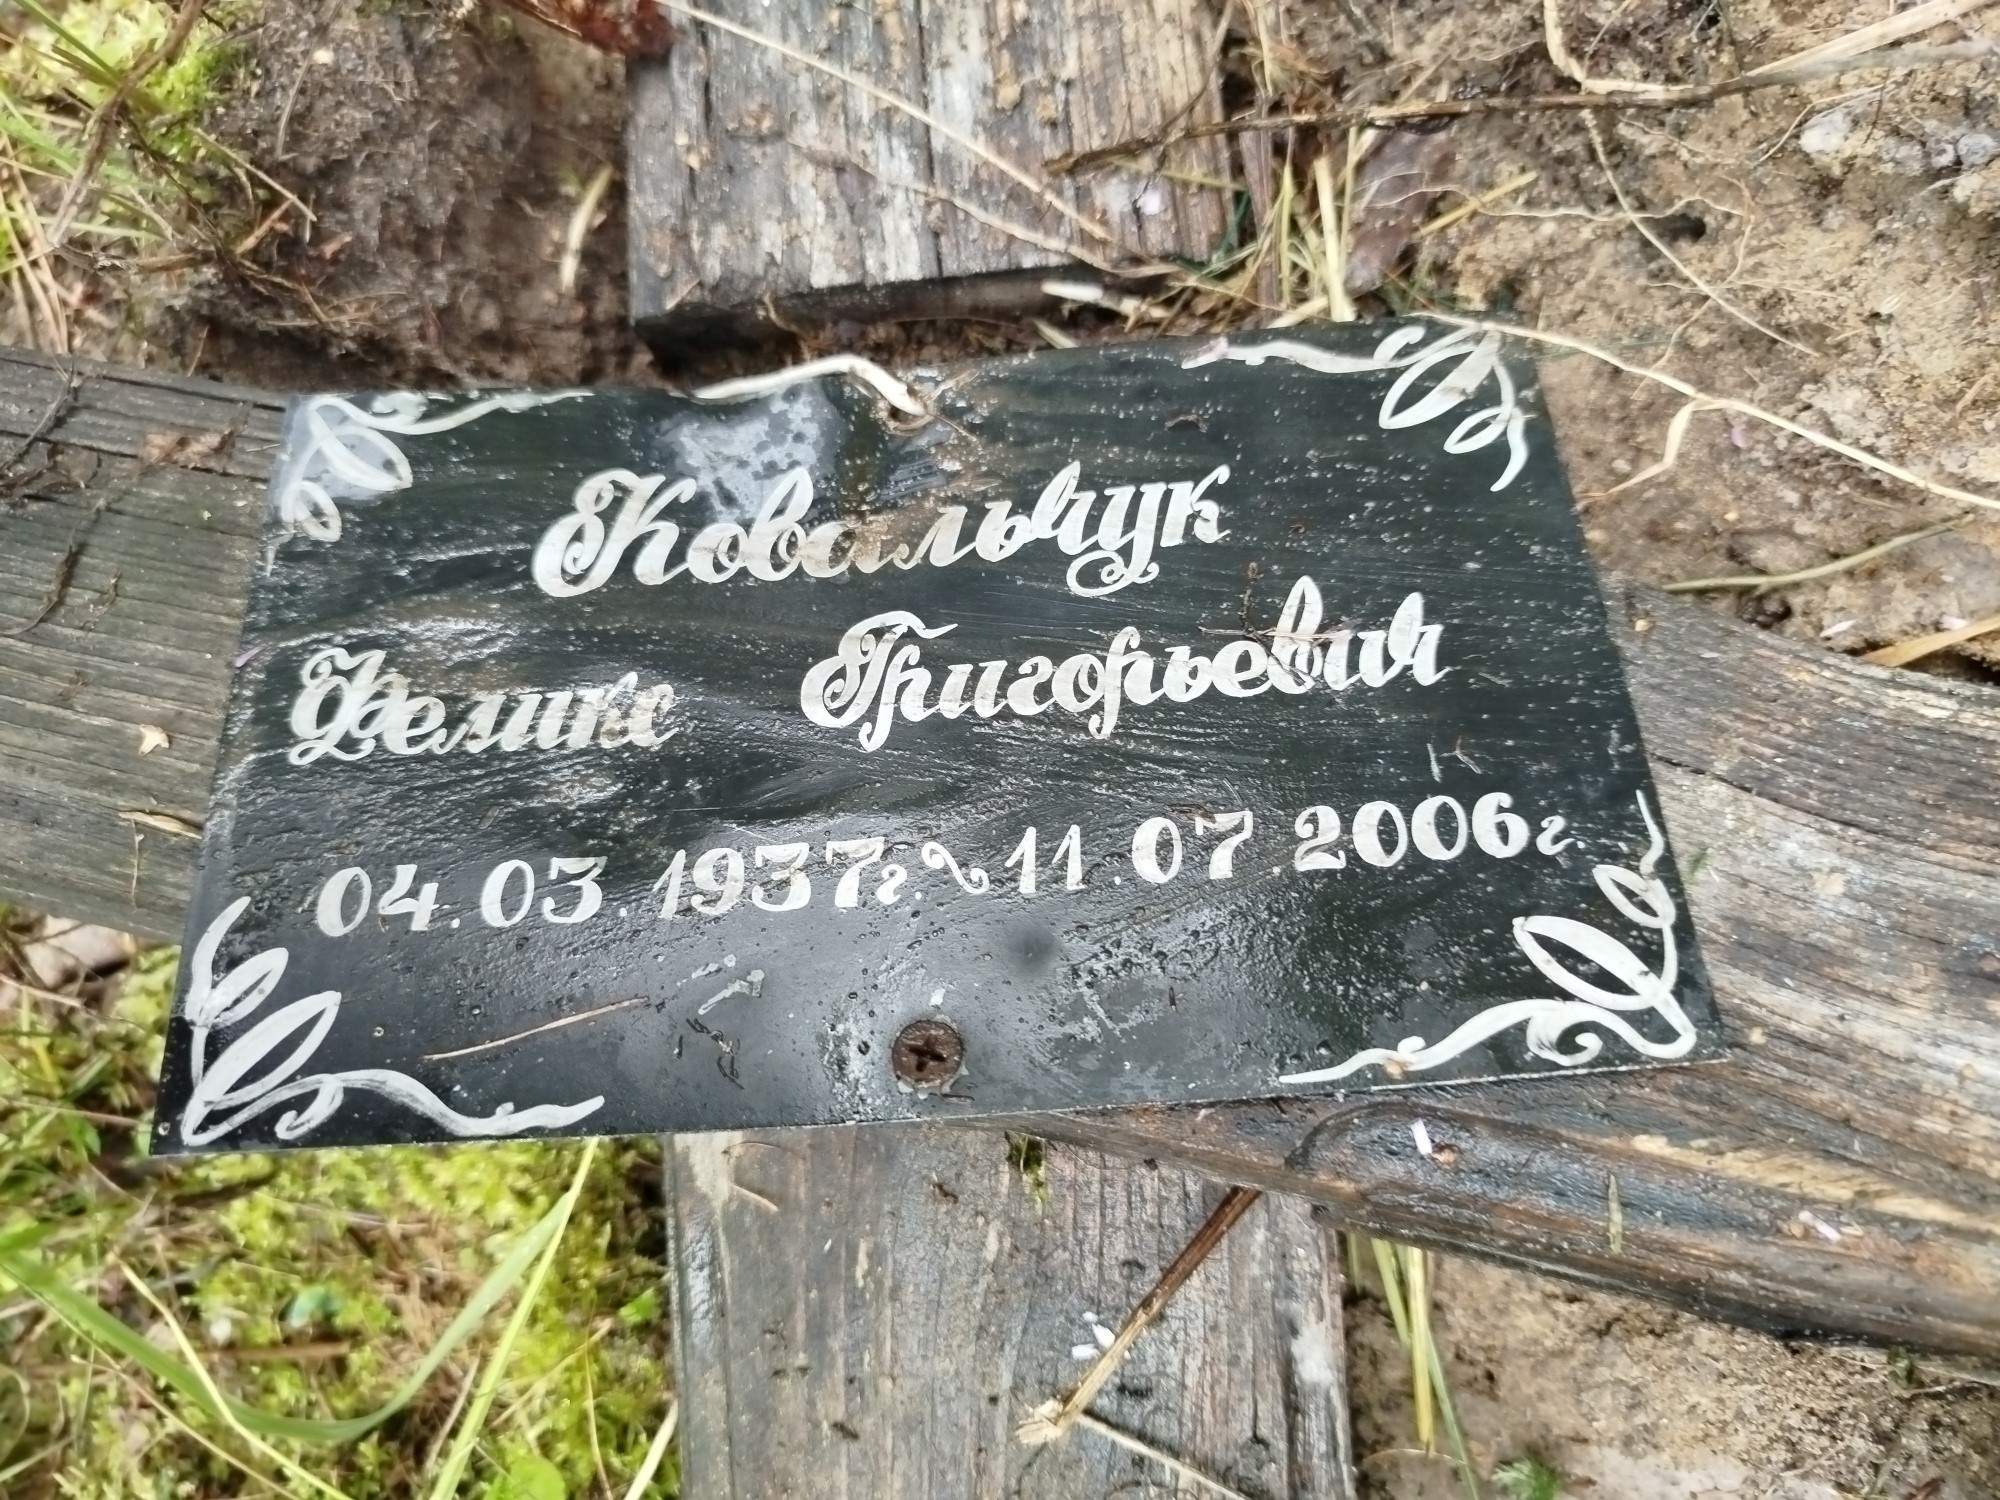 Ковальчук
Феликс Григорьевич
04.03.1937г. ~ 11.07.2006г.